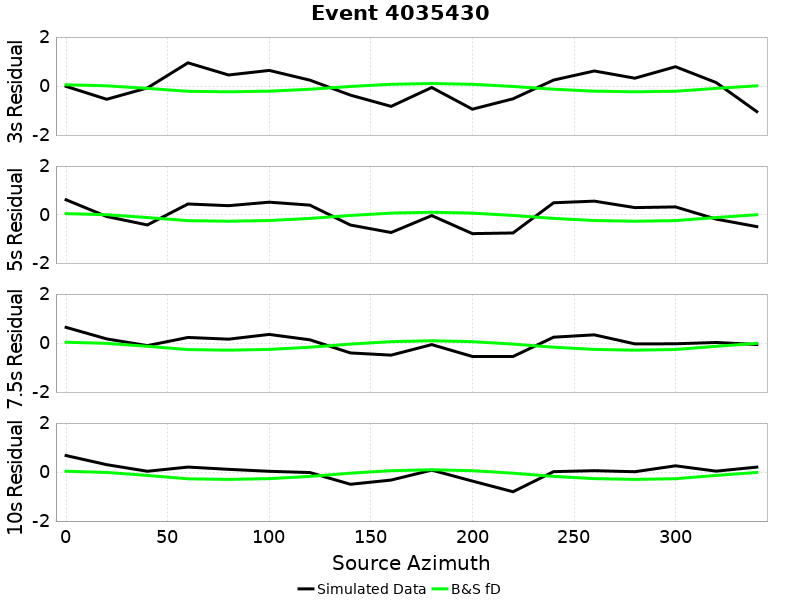 Event 4035430
3s Residual
2
0
-2
5s Residual
2
0
-2
7.5s Residual
2
0
-2
10s Residual
2
0
-2
0 50 100 150 200 250 300
Source Azimuth
Simulated Data B&S fD